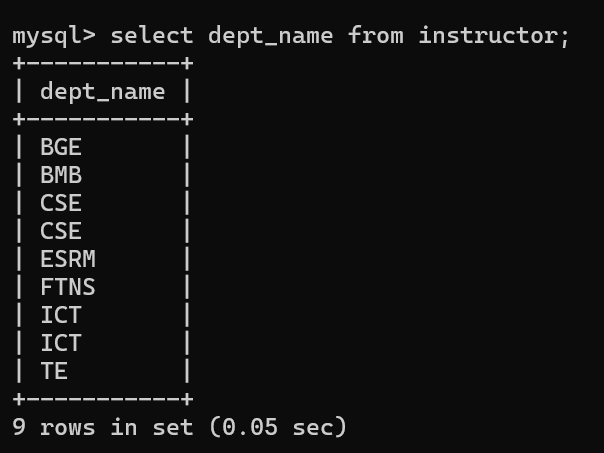 mysql> select dept_name from instructor;
+-----------+
| dept_name |
+-----------+
| BGE       |
| BMB       |
| CSE       |
| CSE       |
| ESRM      |
| FTNS      |
| ICT       |
| ICT       |
| TE        |
+-----------+
9 rows in set (0.05 sec)